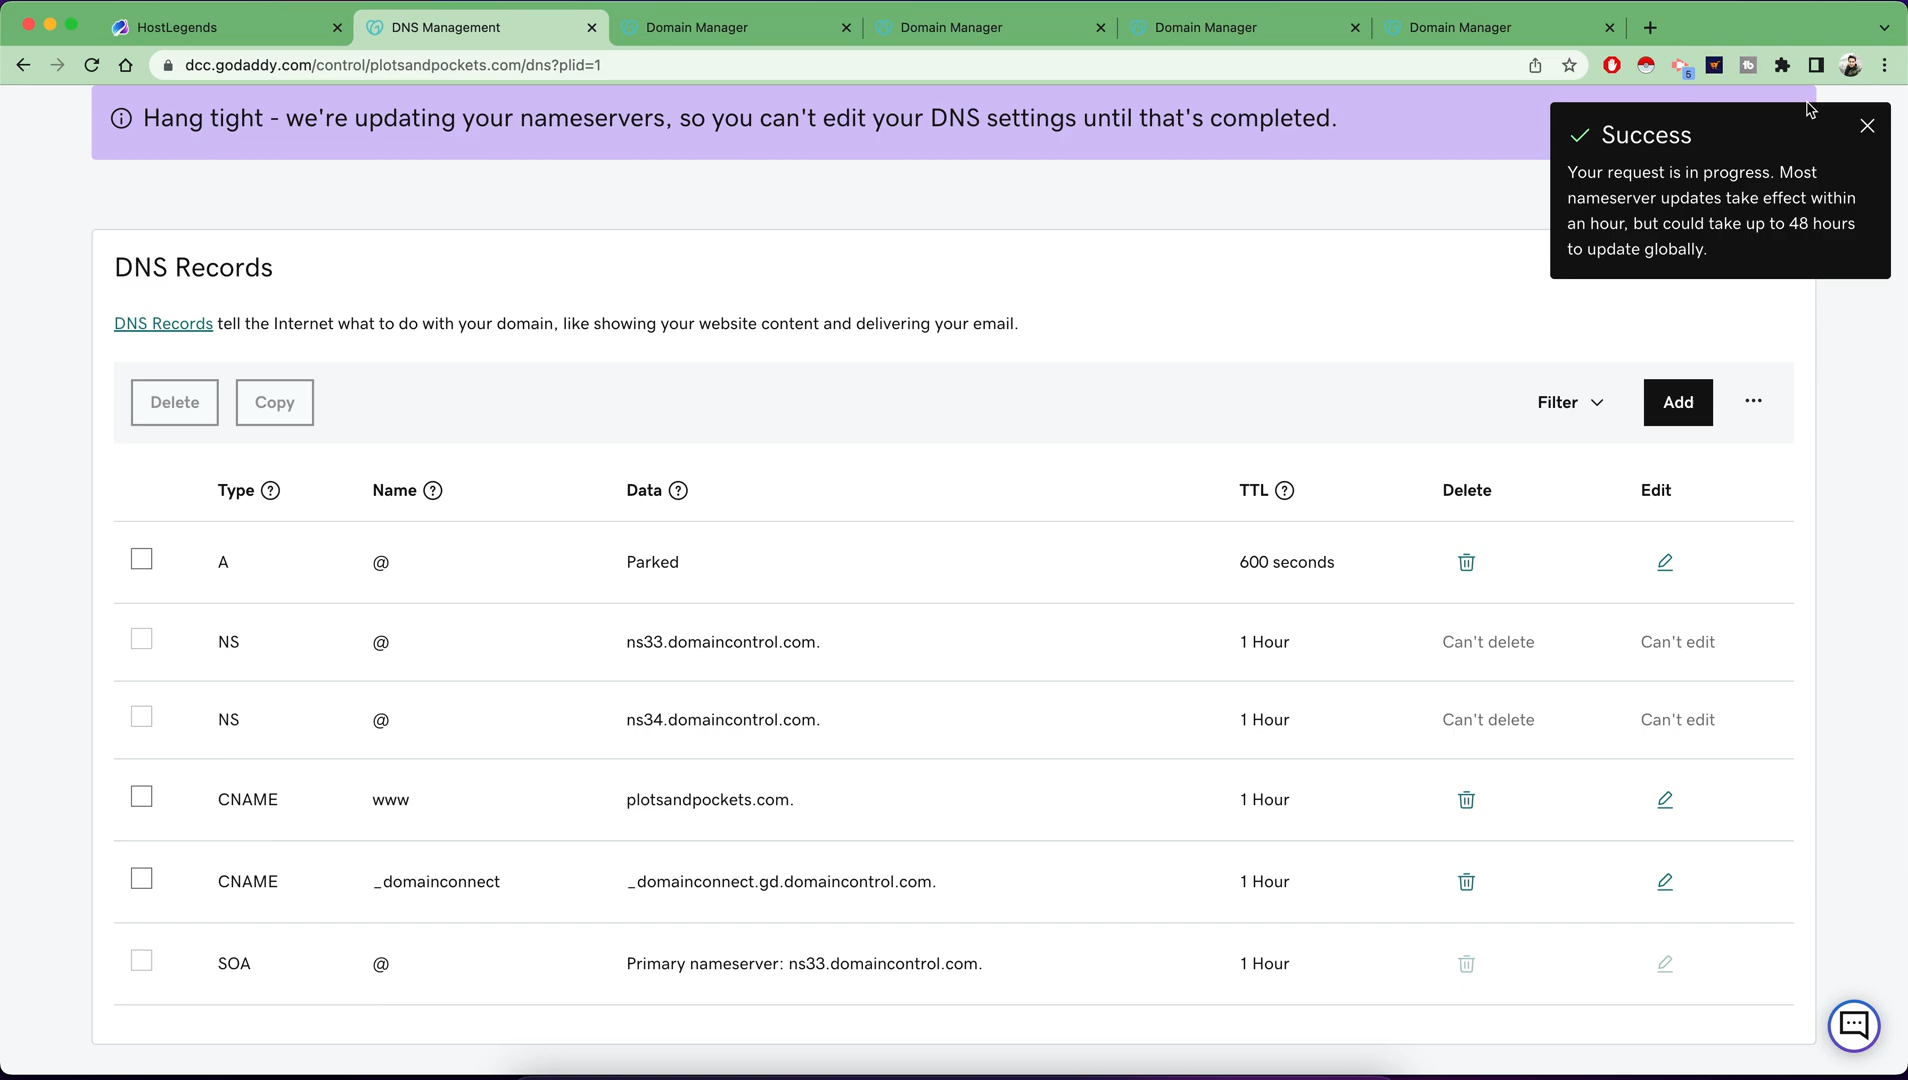 HostLegends
DNS Management
Domain Manager
Domain Manager
Domain Manager
Domain Manager
dcc.godaddy.com/control/plotsandpockets.com/dns?plid=1
5
tb
Hang tight - we're updating your nameservers, so you can't edit your DNS settings until that's completed.
Success
Your request is in progress. Most
nameserver updates take effect within
an hour, but could take up to 48 hours
to update globally.
DNS Records
DNS Records tell the Internet what to do with your domain, like showing your website content and delivering your email.
Delete Copy Filter Add
Type Name Data TTL Delete Edit
A @ Parked 600 seconds
NS @ ns33.domaincontrol.com. 1 Hour Can't delete Can't edit
NS @ ns34.domaincontrol.com. 1 Hour Can't delete Can't edit
CNAME www plotsandpockets.com. 1 Hour
CNAME _domainconnect _domainconnect.gd.domaincontrol.com. 1 Hour
SOA @ Primary nameserver: ns33.domaincontrol.com. 1 Hour